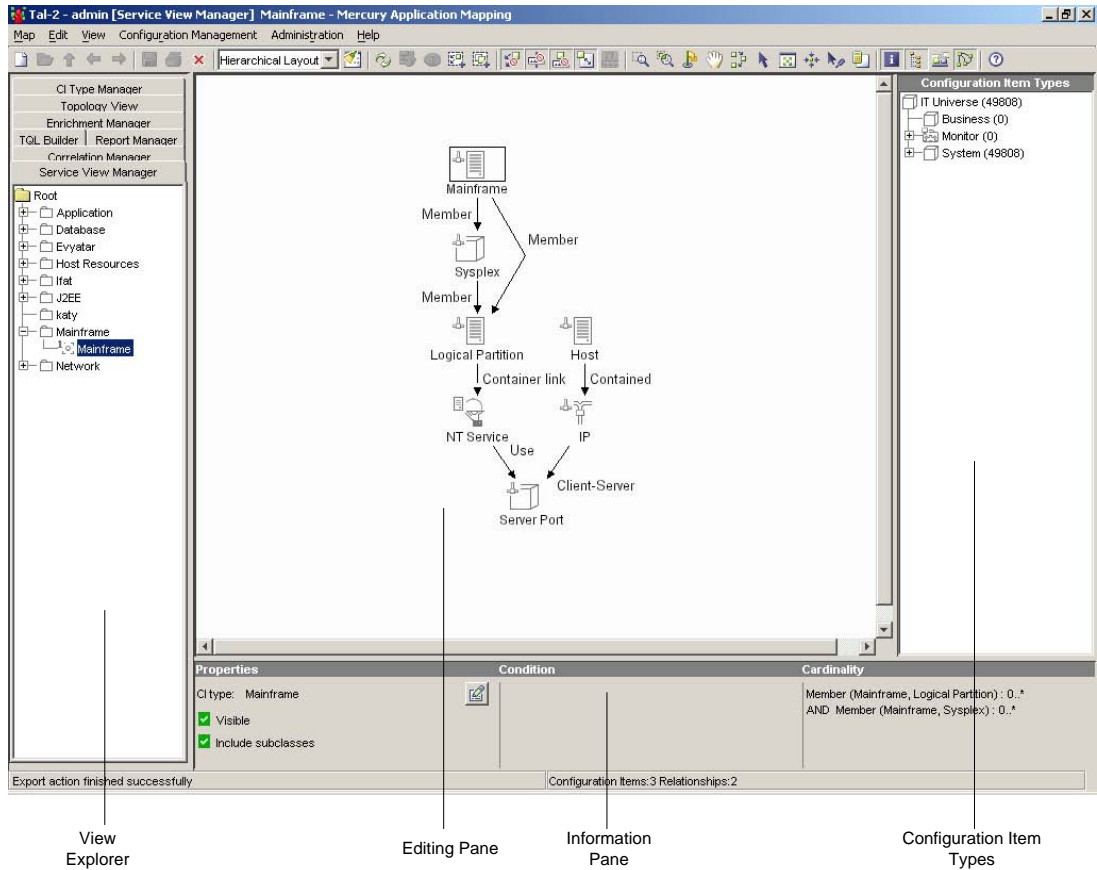 Tal-2 - admin [Service View Manager] Mainframe - Mercury Application Mapping
Map Edit View Configuration Management Administration Help
Hierarchical Layout
CI Type Manager
Topology View
Enrichment Manager
TQL Builder Report Manager
Correlation Manager
Service View Manager
Root
Application
Database
Evyatar
Host Resources
Ifat
J2EE
katy
Mainframe
1 Mainframe
Network
Mainframe
Member
Member
Sysplex
Member
Logical Partition
Host
Container link
Contained
NT Service
IP
Use
Client-Server
Server Port
Configuration Item Types
IT Universe (49808)
Business (0)
Monitor (0)
System (49808)
Properties
CI type: Mainframe
Visible
Include subclasses
Condition
Cardinality
Member (Mainframe, Logical Partition) : 0..*
AND Member (Mainframe, Sysplex) : 0..*
Export action finished successfully
Configuration Items:3 Relationships:2
View
Explorer
Editing Pane
Information
Pane
Configuration Item
Types